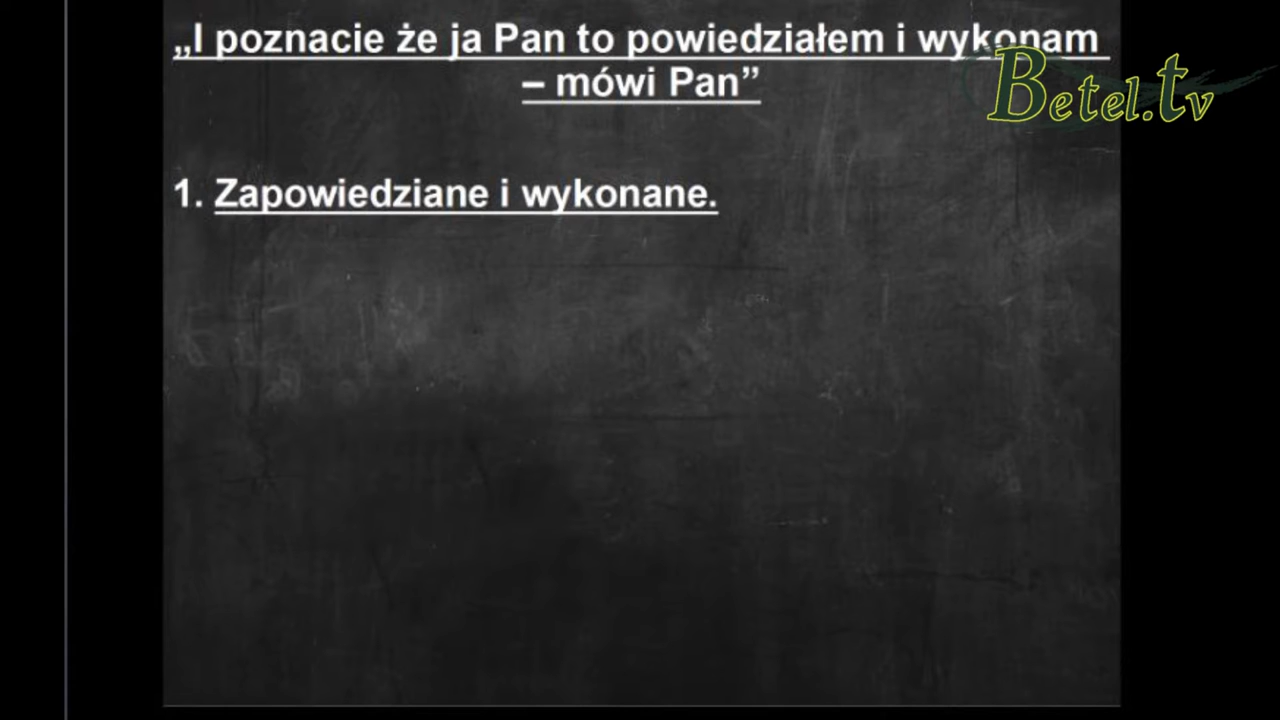 „I poznacie że ja Pan to powiedziałem i wykonam
– mówi Pan”
Betel.tv
1. Zapowiedziane i wykonane.